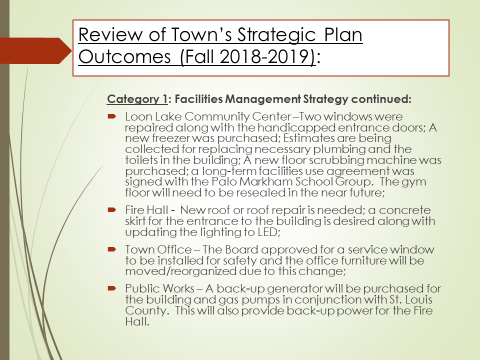 Review of Town's Strategic Plan
Outcomes (Fall 2018-2019):
Category 1: Facilities Management Strategy continued:
Loon Lake Community Center –Two windows were
repaired along with the handicapped entrance doors; A
new freezer was purchased; Estimates are being
collected for replacing necessary plumbing and the
toilets in the building; A new floor scrubbing machine was
purchased; a long-term facilities use agreement was
signed with the Palo Markham School Group. The gym
floor will need to be resealed in the near future;
Fire Hall - New roof or roof repair is needed; a concrete
skirt for the entrance to the building is desired along with
updating the lighting to LED;
Town Office – The Board approved for a service window
to be installed for safety and the office furniture will be
moved/reorganized due to this change;
Public Works – A back-up generator will be purchased for
the building and gas pumps in conjunction with St. Louis
County. This will also provide back-up power for the Fire
Hall.